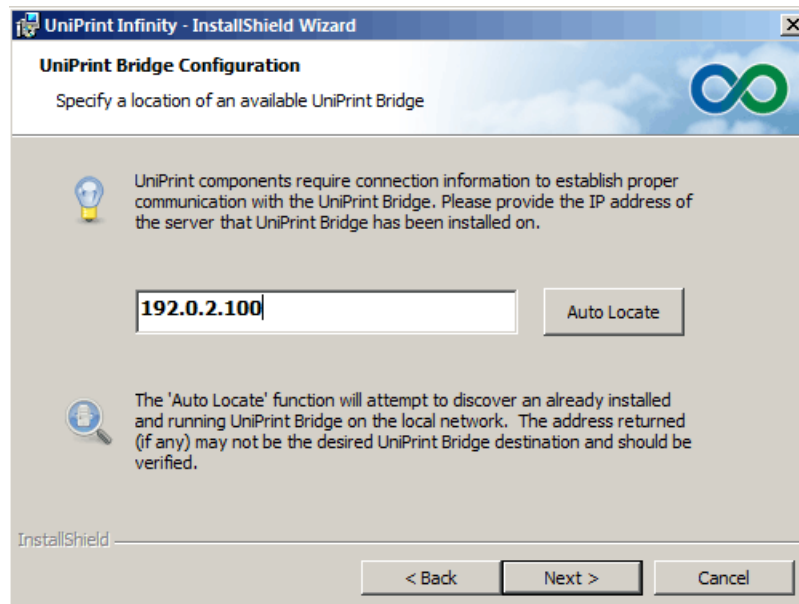 UniPrint Infinity - InstallShield Wizard
UniPrint Bridge Configuration
Specify a location of an available UniPrint Bridge
UniPrint components require connection information to establish proper
communication with the UniPrint Bridge. Please provide the IP address of
the server that UniPrint Bridge has been installed on.
192.0.2.100
Auto Locate
The 'Auto Locate' function will attempt to discover an already installed
and running UniPrint Bridge on the local network. The address returned
(if any) may not be the desired UniPrint Bridge destination and should be
verified.
InstallShield
< Back
Next >
Cancel